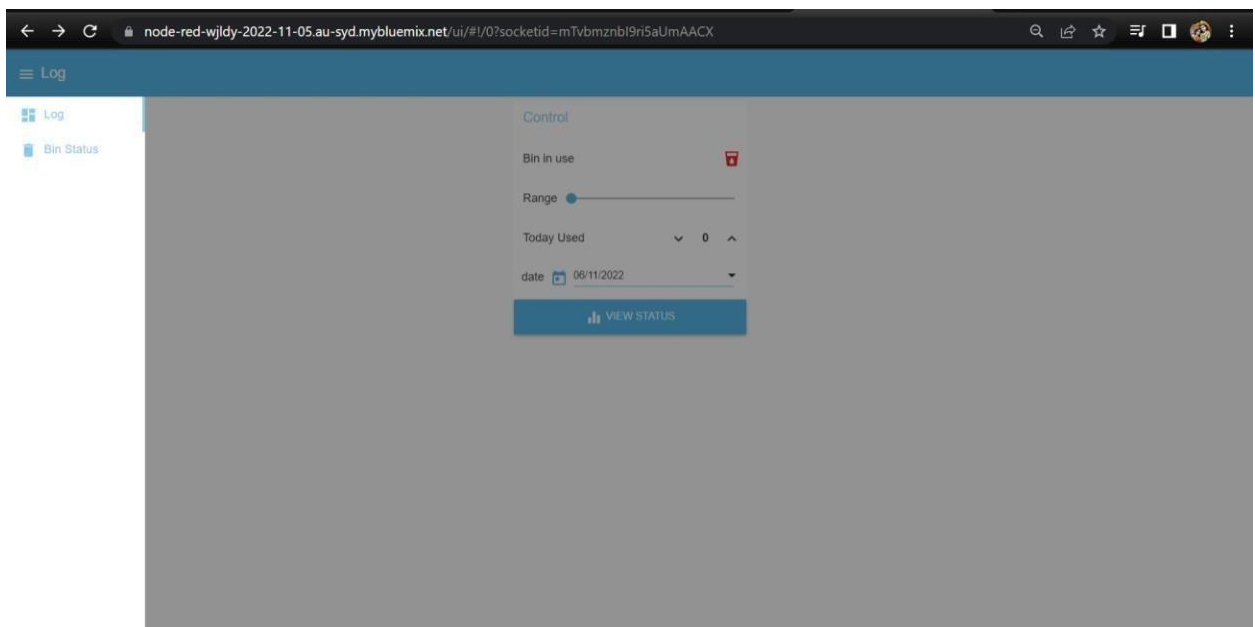 node-red-wjldy-2022-11-05.au-syd.mybluemix.net/ui/#!/0?socketid=mTvbmznbI9ri5aUmAACX
Log
Log
Bin Status
Control
Bin in use
Range
Today Used 0
date 06/11/2022
VIEW STATUS